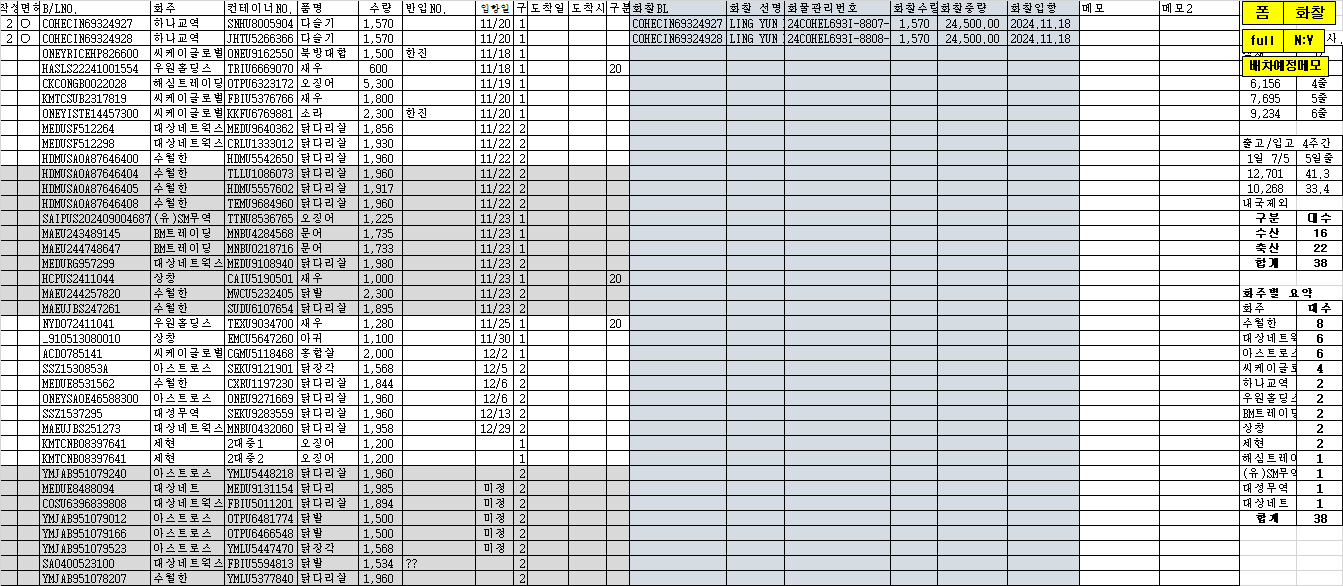 작성 면허 B/LNO. 화주 컨테이너NO. 품명 수량 반입NO. 입항일 구 도착일 도착시 구분 화찰BL 화찰 선명 화물관리번호 화찰수량 화찰중량 화찰입항 메모 메모2 폼 화찰
2 O COHECIN69324927 하나교역 SNHU8005904 다슬기 1,570 11/20 1 COHECIN69324927 LING YUN 24COHEL693I-8807- 1,570 24,500.00 2024.11.18
2 O COHECIN69324928 하나교역 JHTU5266366 다슬기 1,570 11/20 1 COHECIN69324928 LING YUN 24COHEL693I-8808- 1,570 24,500.00 2024.11.18 full N:Y 사.
ONEYRICEHP826600 씨케이글로벌 ONEU9162550 북방대합 1,500 한진 11/18 1
HASLS22241001554 우원홀딩스 TRIU6669070 새우 600 11/18 1 20 배차예정메모
CKCONGB0022028 해심트레이딩 OTPU6323172 오징어 5,300 11/19 1 6,156 4줄
KMTCSUB2317819 씨케이글로벌 FBIU5376766 새우 1,800 11/20 1 7,695 5줄
ONEYISTE14457300 씨케이글로벌 KKFU6769881 소라 2,300 한진 11/20 1 9,234 6줄
MEDUSF512264 대상네트웍스 MEDU9640362 닭다리살 1,856 11/22 2
MEDUSF512298 대상네트웍스 CRLU1333012 닭다리살 1,930 11/22 2 출고/입고 4주간
HDMUSAOA87646400 수월한 HDMU5542650 닭다리살 1,960 11/22 2 1일 7/5 5일줄
HDMUSAOA87646404 수월한 TLLU1086073 닭다리살 1,960 11/22 2 12,701 41.3
HDMUSAOA87646405 수월한 HDMU5557602 닭다리살 1,917 11/22 2 10,268 33.4
HDMUSAOA87646408 수월한 TEMU9684960 닭다리살 1,960 11/22 2 내국제외
SAIPUS202409004687 (유)SM무역 TTNU8536765 오징어 1,225 11/23 1 구분 대수
MAEU243489145 BM트레이딩 MNBU4284568 문어 1,735 11/23 1 수산 16
MAEU244748647 BM트레이딩 MNBU0218716 문어 1,733 11/23 1 축산 22
MEDURG957299 대상네트웍스 MEDU9108940 닭다리살 1,980 11/23 2 합계 38
HCPUS2411044 상창 CAIU5190501 새우 1,000 11/23 1 20
MAEU244257820 수월한 MWCU5232405 닭발 2,300 11/23 2 화주별 요약
MAEUJBS247261 수월한 SUDU6107654 닭다리살 1,895 11/23 2 화주 대수
NYD072411041 우원홀딩스 TEXU9034700 새우 1,280 11/25 1 20 수월한 8
_910513080010 상창 EMCU5647260 아귀 1,100 11/30 1 대상네트웍 6
ACD0785141 씨케이글로벌 CGMU5118468 홍합살 2,000 12/2 1 아스트로스 6
SSZ1530853A 아스트로스 SEKU9121901 닭장각 1,568 12/5 2 씨케이글로 4
MEDUE8531562 수월한 CXRU1197230 닭다리살 1,844 12/6 2 하나교역 2
ONEYSAOE46588300 아스트로스 ONEU9271669 닭다리살 1,960 12/6 2 우원홀딩스 2
SSZ1537295 대성무역 SEKU9283559 닭다리살 1,960 12/13 2 BM트레이딩 2
MAEUJBS251273 대상네트웍스 MNBU0432060 닭다리살 1,958 12/29 2 상창 2
KMTCNB08397641 제현 2대중1 오징어 1,200 1 제현 2
KMTCNB08397641 제현 2대중2 오징어 1,200 1 해심트레이 1
YMJAB951079240 아스트로스 YMLU5448218 닭다리살 1,960 2 (유)SM무역 1
MEDUE8488094 대상네트 MEDU9131154 닭다리 1,985 미정 2 대성무역 1
COSU6396839808 대상네트웍스 FBIU5011201 닭다리살 1,894 미정 2 대상네트 1
YMJAB951079012 아스트로스 OTPU6481774 닭발 1,500 미정 2 합계 38
YMJAB951079166 아스트로스 OTPU6466548 닭발 1,500 미정 2
YMJAB951079523 아스트로스 YMLU5447470 닭장각 1,568 미정 2
SA0400523100 대상네트웍스 FBIU5594813 닭발 1,534 ?? 2
YMJAB951078207 수월한 YMLU5377840 닭다리살 1,960 2